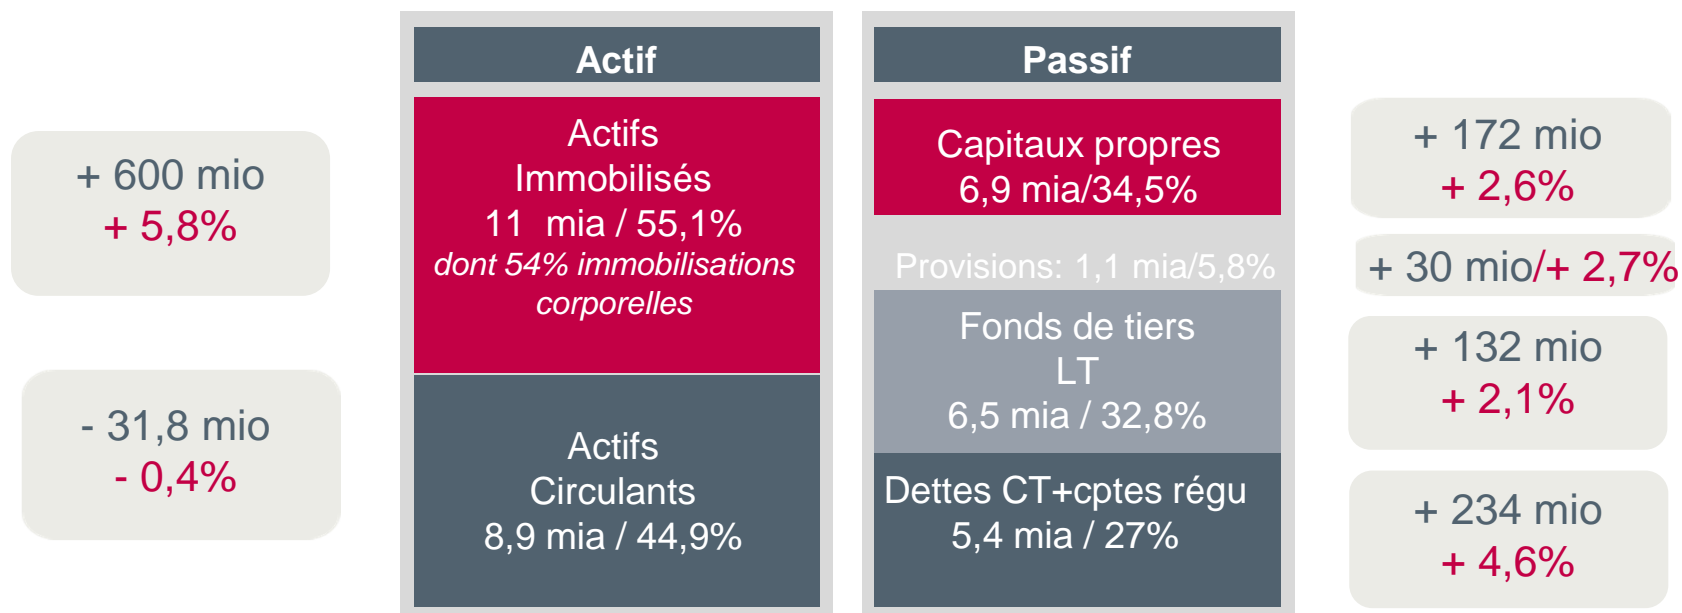 Actif
Passif
+ 600 mio
+ 5,8%
Actifs
Immobilisés
11 mia / 55,1%
dont 54% immobilisations
corporelles
Capitaux propres
6,9 mia/34,5%
+ 172 mio
+ 2,6%
Provisions: 1,1 mia/5,8%
+ 30 mio/+ 2,7%
Fonds de tiers
LT
6,5 mia / 32,8%
+ 132 mio
+ 2,1%
- 31,8 mio
- 0,4%
Actifs
Circulants
8,9 mia / 44,9%
Dettes CT+cptes régu
5,4 mia / 27%
+ 234 mio
+ 4,6%